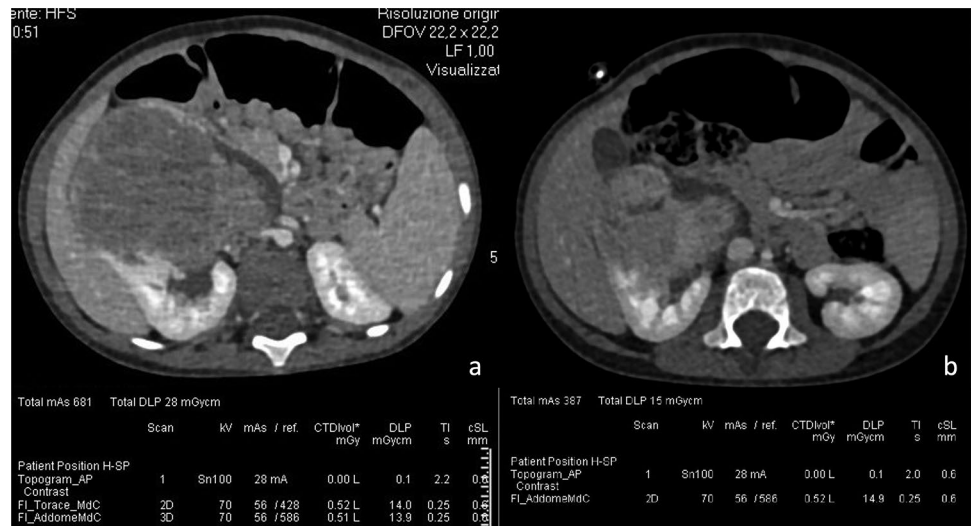 ente: HFS
0:51
Risoluzione origin
DFOV 22,2 x 22,2
LF 1,00
Visualizzat
5
a
b
Total mAs 681 Total DLP 28 mGycm
Scan kV mAs / ref. CTDIvol* DLP TI cSL
mGy mGycm s mm
Patient Position H-SP
Topogram_AP 1 Sn100 28 mA 0.00 L 0.1 2.2
Contrast
FI_Torace_MdC 2D 70 56 /428 0.52 L 14.0 0.25
FI_AddomeMdC 3D 70 56 /586 0.51 L 13.9 0.25
Total mAs 387 Total DLP 15 mGycm
Scan kV mAs / ref. CTDIvol* DLP TI cSL
mGy mGycm s mm
Patient Position H-SP
Topogram_AP 1 Sn100 28 mA 0.00 L 0.1 2.0 0.6
Contrast
FI_AddomeMdC 2D 70 56 /586 0.52 L 14.9 0.25 0.6